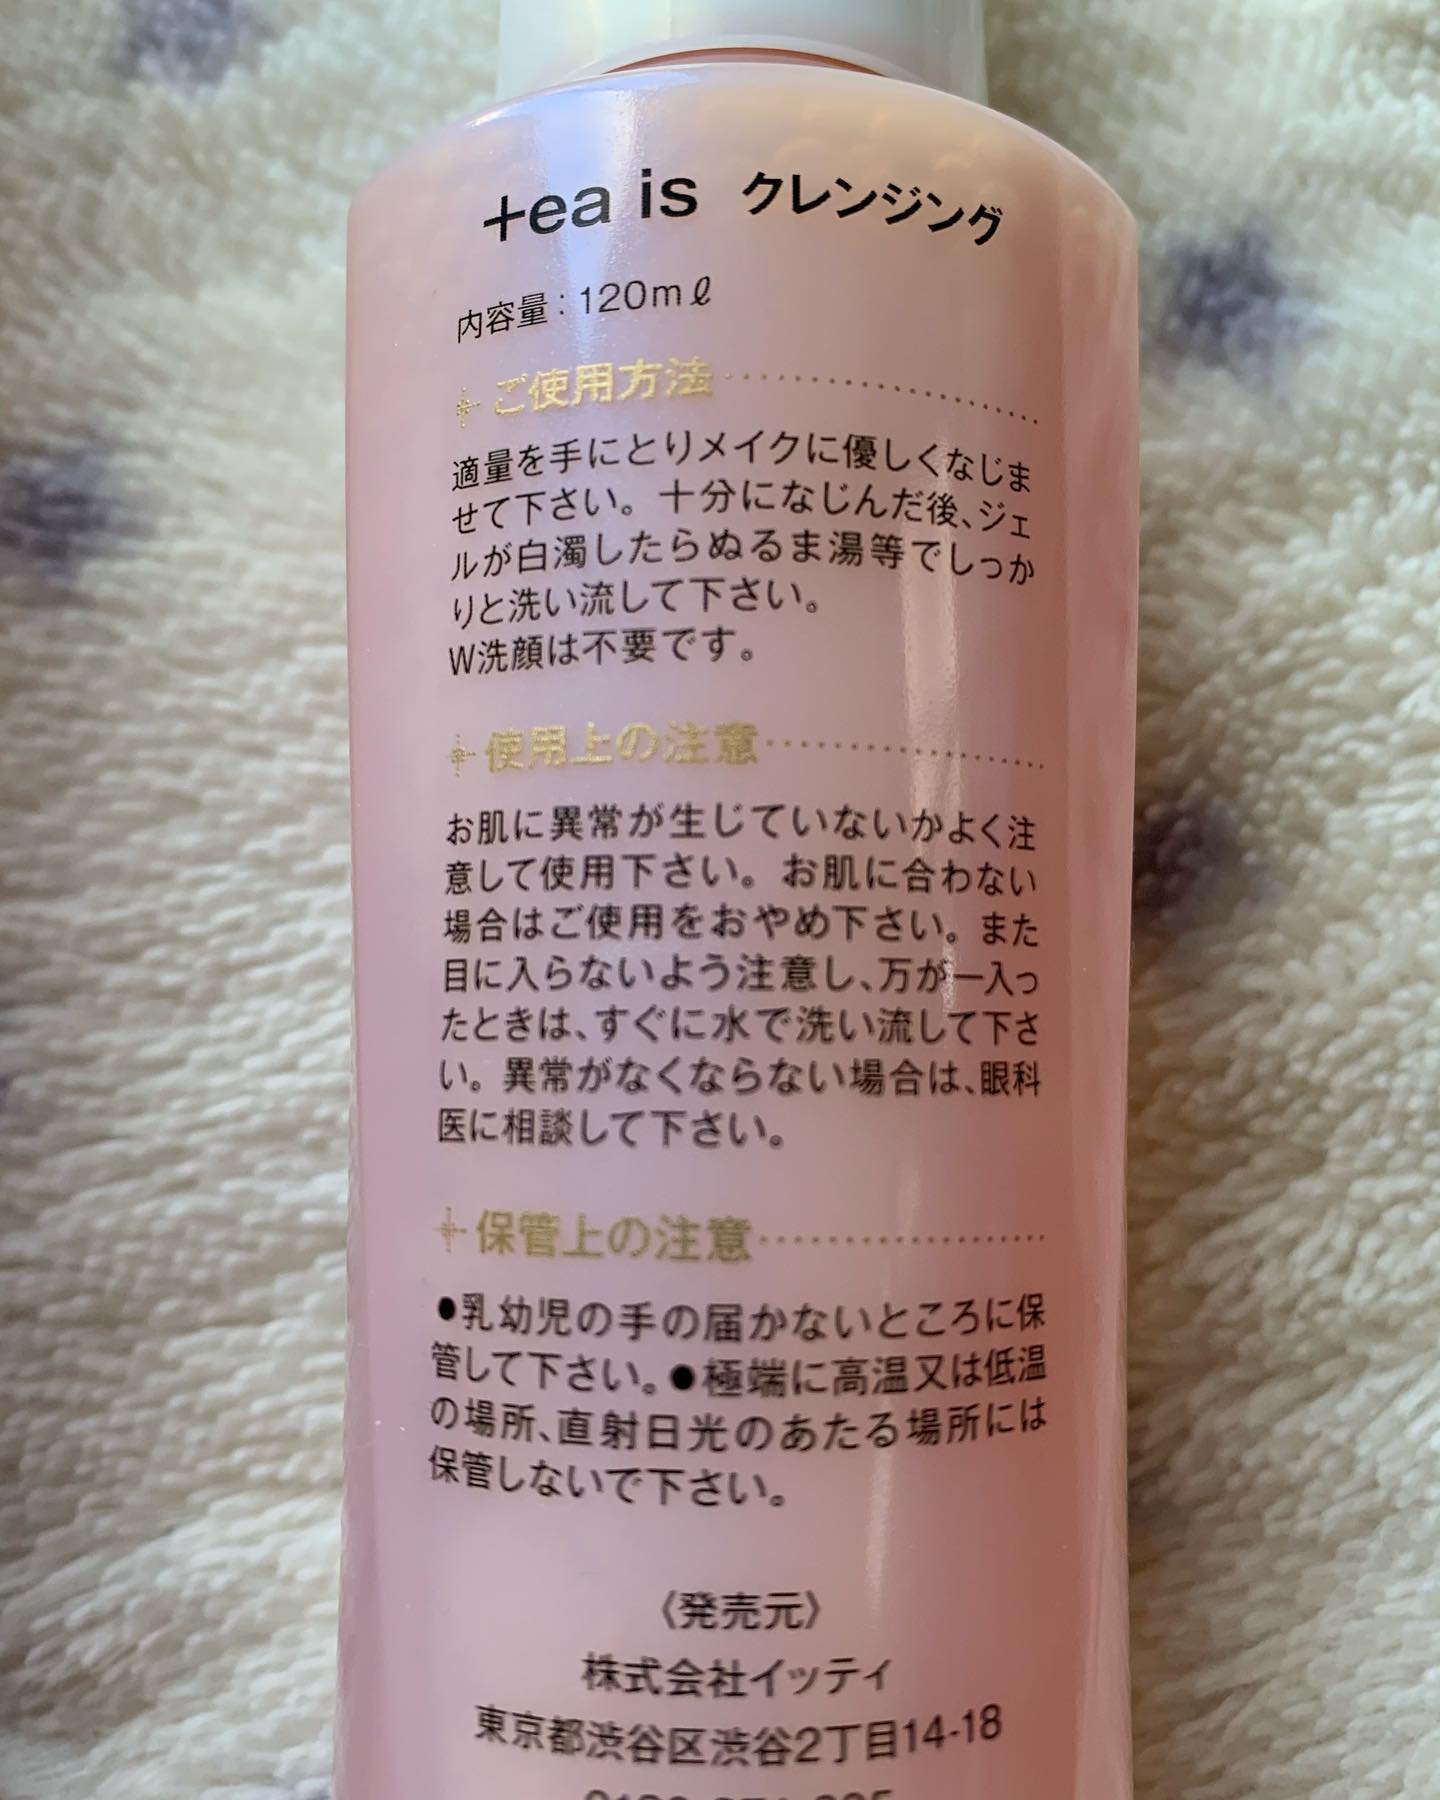 +ea is クレンジング
内容量：120mℓ
ご使用方法
適量を手にとりメイクに優しくなじま
せて下さい。十分になじんだ後、ジェ
ルが白濁したらぬるま湯等でしっか
りと洗い流して下さい。
W洗顔は不要です。
使用上の注意
お肌に異常が生じていないかよく注
意して使用下さい。お肌に合わない
場合はご使用をおやめ下さい。また
目に入らないよう注意し、万が一入っ
たときは、すぐに水で洗い流して下さ
い。異常がなくならない場合は、眼科
医に相談して下さい。
保管上の注意
●乳幼児の手の届かないところに保
管して下さい。●極端に高温又は低温
の場所、直射日光のあたる場所には
保管しないで下さい。
〈発売元〉
株式会社イッティ
東京都渋谷区渋谷2丁目14-18